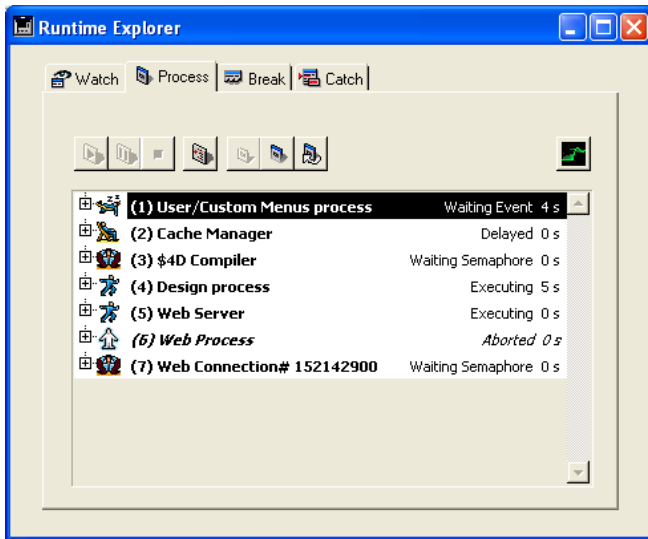 Runtime Explorer
Watch Process Break Catch
(1) User/Custom Menus process Waiting Event 4 s
(2) Cache Manager Delayed 0 s
(3) $4D Compiler Waiting Semaphore 0 s
(4) Design process Executing 5 s
(5) Web Server Executing 0 s
(6) Web Process Aborted 0 s
(7) Web Connection# 152142900 Waiting Semaphore 0 s